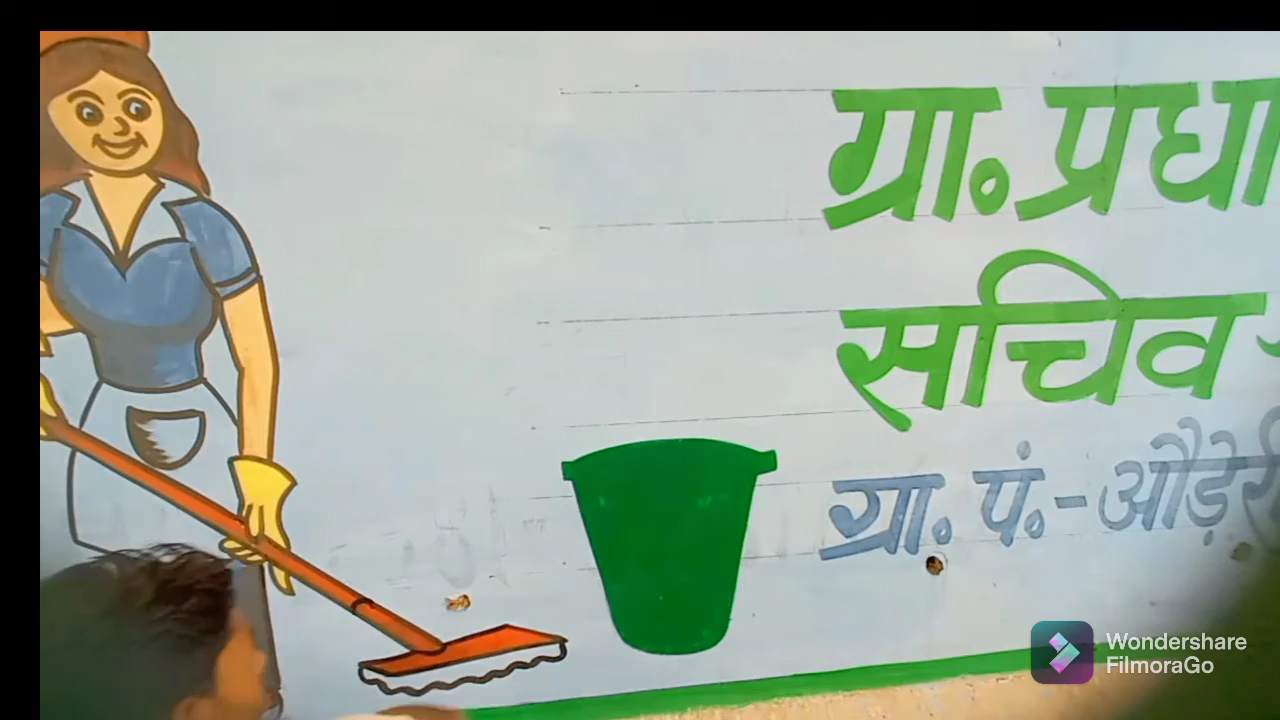 ग्रा॰ प्रधा
सचिव -
ग्रा॰ पं॰ - औड़ेरी
Wondershare
FilmoraGo